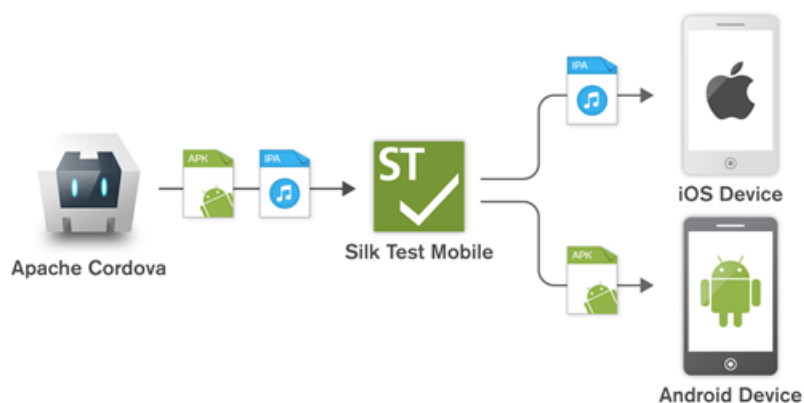 APK
IPA
ST
IPA
APK
Apache Cordova
Silk Test Mobile
iOS Device
Android Device